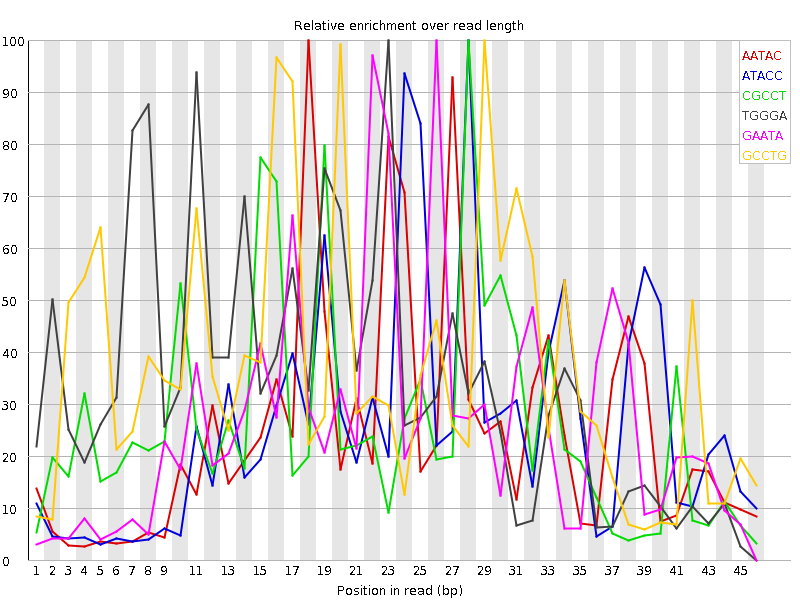 Relative enrichment over read length
100
90
80
70
60
50
40
30
20
10
0
AATAC
ATACC
CGCCT
TGGGA
GAATA
GCCTG
1 2 3 4 5 6 7 8 9 11 13 15 17 19 21 23 25 27 29 31 33 35 37 39 41 43 45
Position in read (bp)